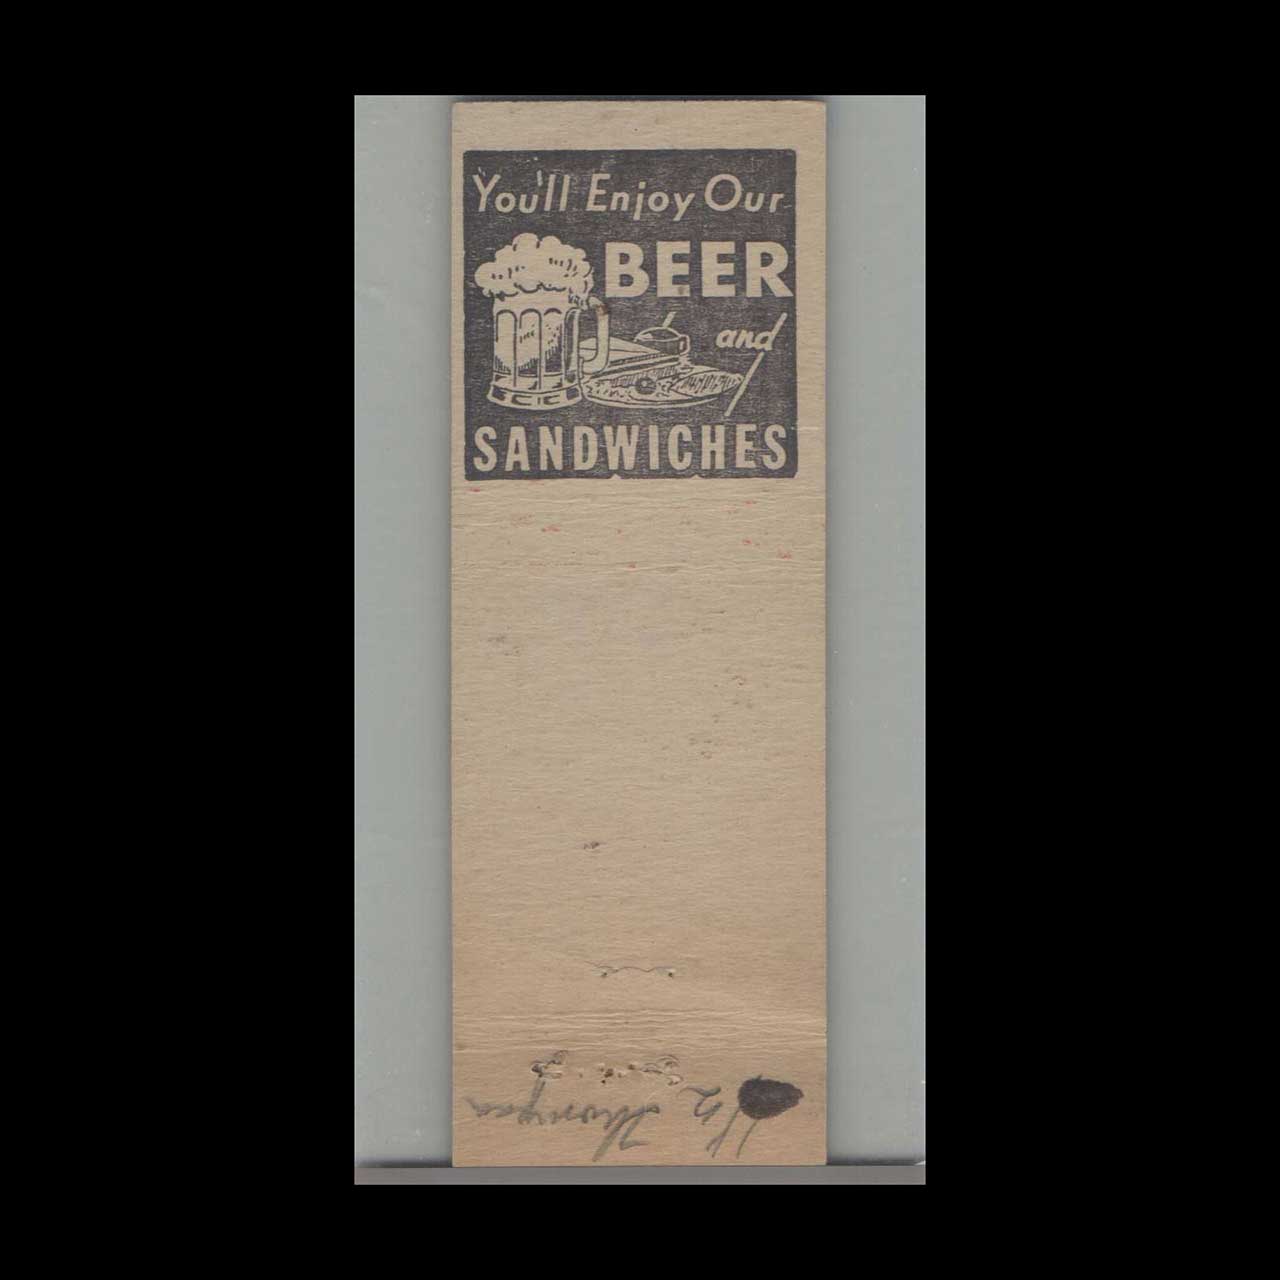 You'll Enjoy Our
BEER
and
SANDWICHES